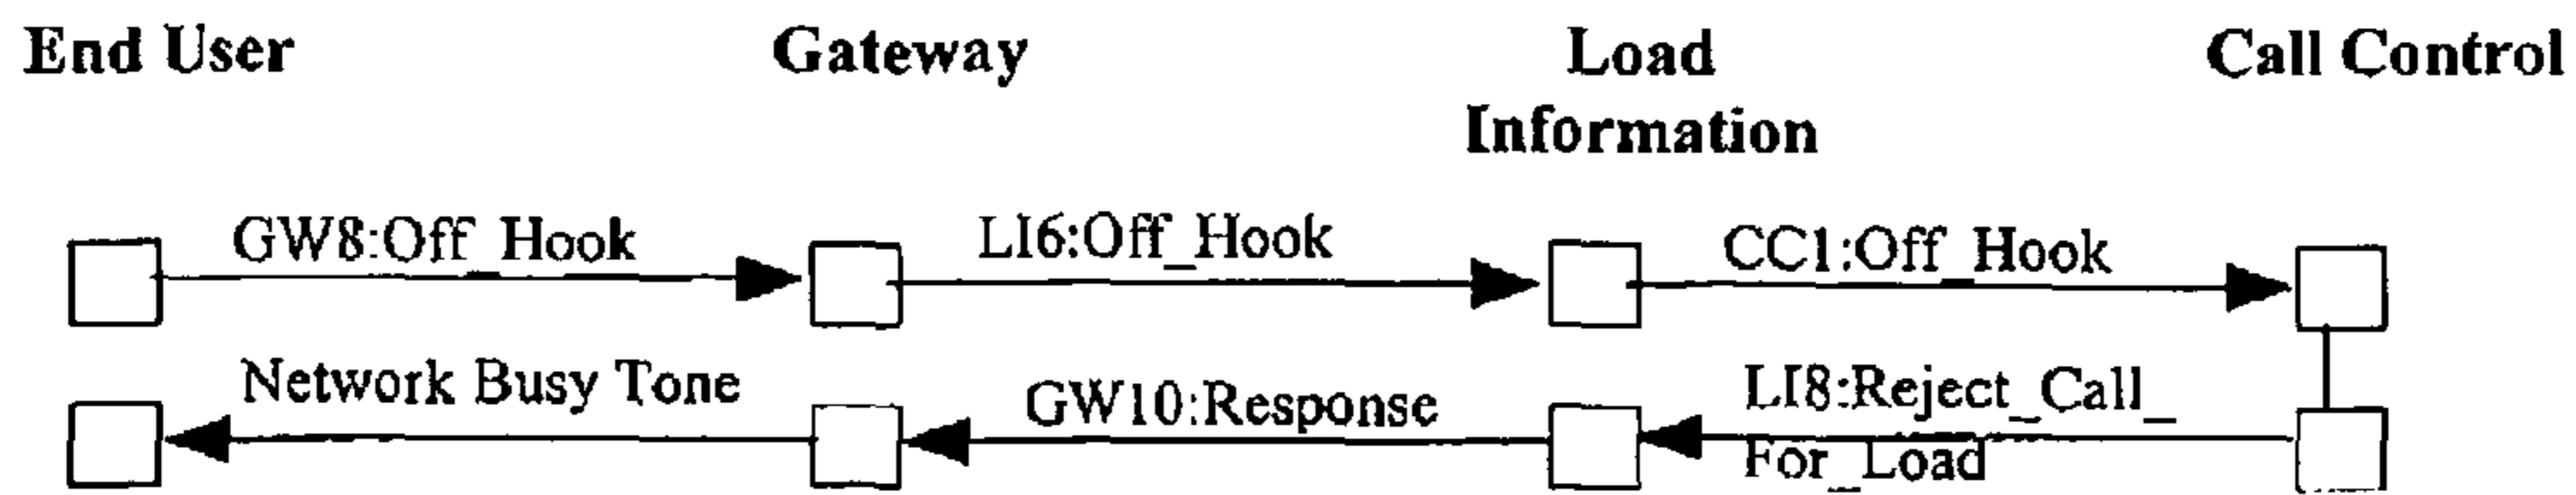 End User
Gateway
Load
Information
Call Control
GW8:Off_Hook
LI6:Off_Hook
CC1:Off_Hook
Network Busy Tone
GW10:Response
LI8:Reject_Call_
For_Load